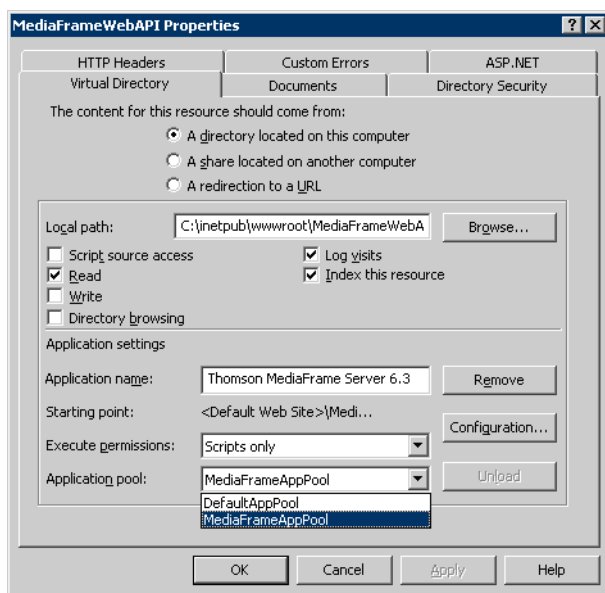 MediaFrameWebAPI Properties
HTTP Headers Custom Errors ASP.NET
Virtual Directory Documents Directory Security
The content for this resource should come from:
A directory located on this computer
A share located on another computer
A redirection to a URL
Local path: C:\inetpub\wwwroot\MediaFrameWebA Browse...
Script source access Log visits
Read Index this resource
Write
Directory browsing
Application settings
Application name: Thomson MediaFrame Server 6.3 Remove
Starting point: <Default Web Site>\Medi...
Configuration...
Execute permissions: Scripts only
Application pool: MediaFrameAppPool Unload
DefaultAppPool
MediaFrameAppPool
OK Cancel Apply Help